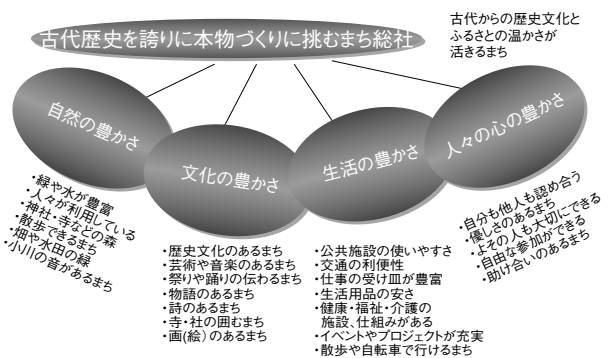 古代歴史を誇りに本物づくりに挑むまち総社
古代からの歴史文化と
ふるさとの温かさが
活きるまち
自然の豊かさ
文化の豊かさ
生活の豊かさ
人々の心の豊かさ
・緑や水が豊富
・人々が利用している
・神社・寺などの森
・散歩できるまち
・畑や水田の緑
・小川の音があるまち
・歴史文化のあるまち
・芸術や音楽のあるまち
・祭りや踊りの伝わるまち
・物語のあるまち
・詩のあるまち
・寺・社の囲むまち
・画(絵）のあるまち
・公共施設の使いやすさ
・交通の利便性
・仕事の受け皿が豊富
・生活用品の安さ
・健康・福祉・介護の
施設、仕組みがある
・イベントやプロジェクトが充実
・散歩や自転車で行けるまち
・自分も他人も認め合う
・優しさのあるまち
・よその人も大切にできる
・自由な参加ができる
・助け合いのあるまち